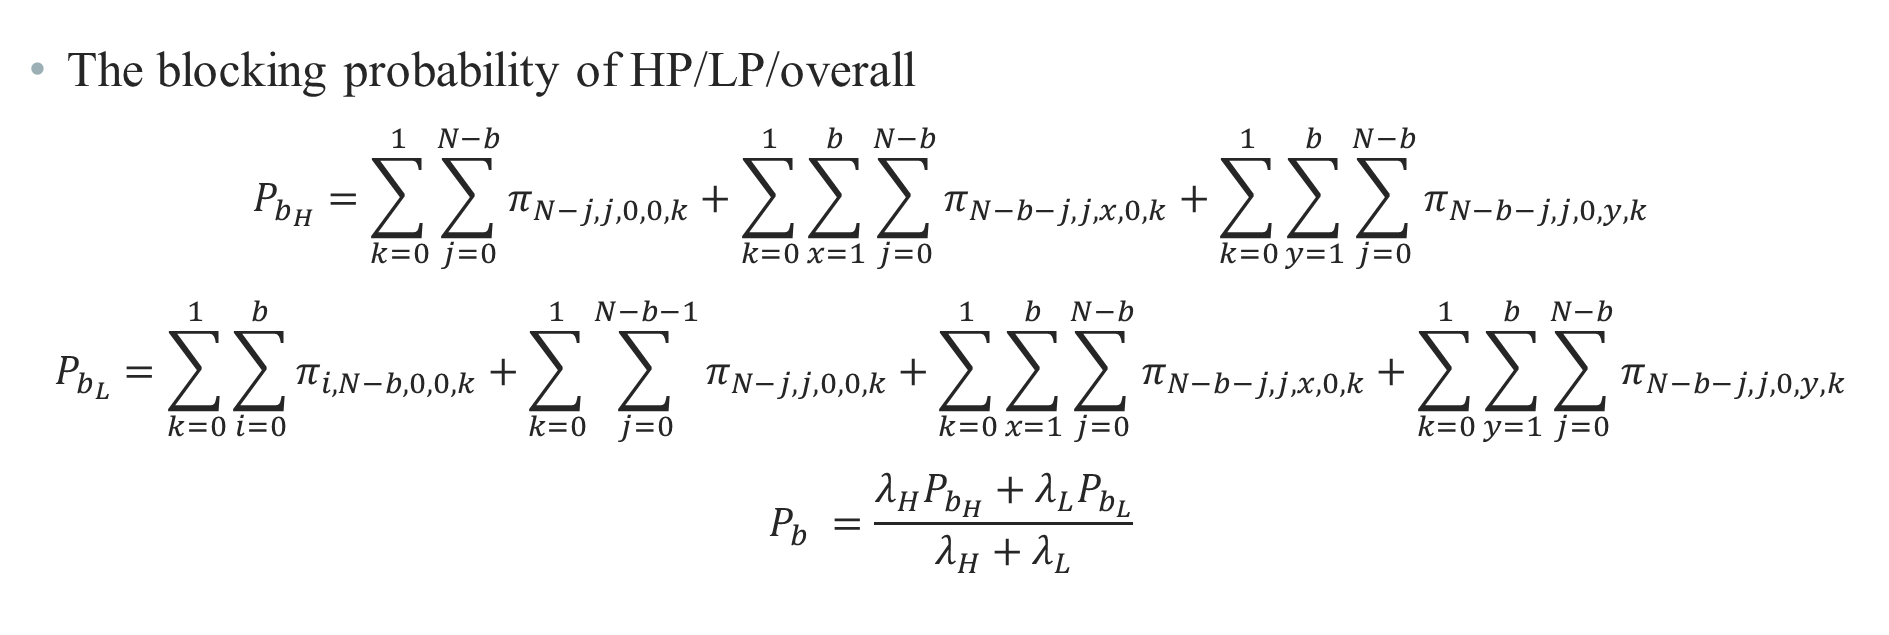 • The blocking probability of HP/LP/overall
$P_{b_H} = \sum_{k=0}^{1} \sum_{j=0}^{N-b} \pi_{N-j,j,0,0,k} + \sum_{k=0}^{1} \sum_{x=1}^{b} \sum_{j=0}^{N-b} \pi_{N-b-j,j,x,0,k} + \sum_{k=0}^{1} \sum_{y=1}^{b} \sum_{j=0}^{N-b} \pi_{N-b-j,j,0,y,k}$
$P_{b_L} = \sum_{k=0}^{1} \sum_{i=0}^{b} \pi_{i,N-b,0,0,k} + \sum_{k=0}^{1} \sum_{j=0}^{N-b-1} \pi_{N-j,j,0,0,k} + \sum_{k=0}^{1} \sum_{x=1}^{b} \sum_{j=0}^{N-b} \pi_{N-b-j,j,x,0,k} + \sum_{k=0}^{1} \sum_{y=1}^{b} \sum_{j=0}^{N-b} \pi_{N-b-j,j,0,y,k}$
$P_b = \frac{\lambda_H P_{b_H} + \lambda_L P_{b_L}}{\lambda_H + \lambda_L}$